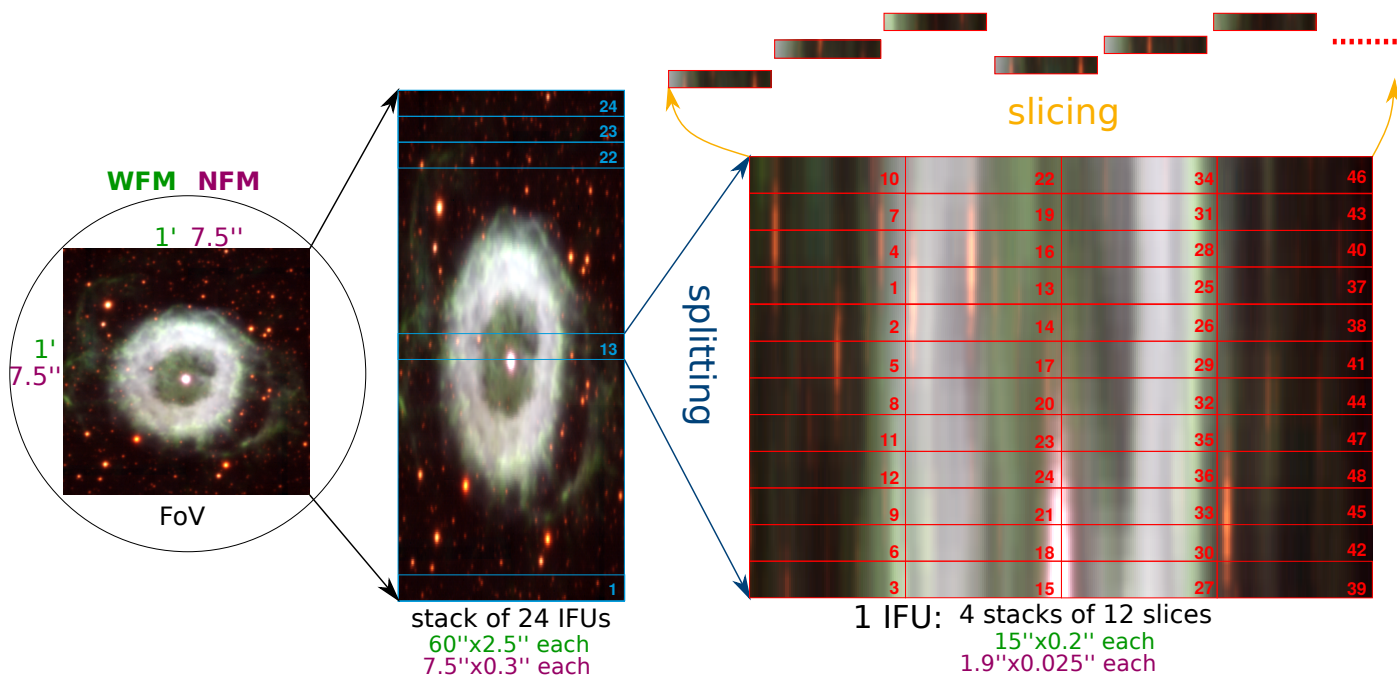 WFM NFM
1' 7.5''
1'
7.5''
FoV
24
23
22
13
1
stack of 24 IFUs
60''x2.5'' each
7.5''x0.3'' each
splitting
slicing
10 22 34 46
7 19 31 43
4 16 28 40
1 13 25 37
2 14 26 38
5 17 29 41
8 20 32 44
11 23 35 47
12 24 36 48
9 21 33 45
6 18 30 42
3 15 27 39
1 IFU: 4 stacks of 12 slices
15''x0.2'' each
1.9''x0.025'' each